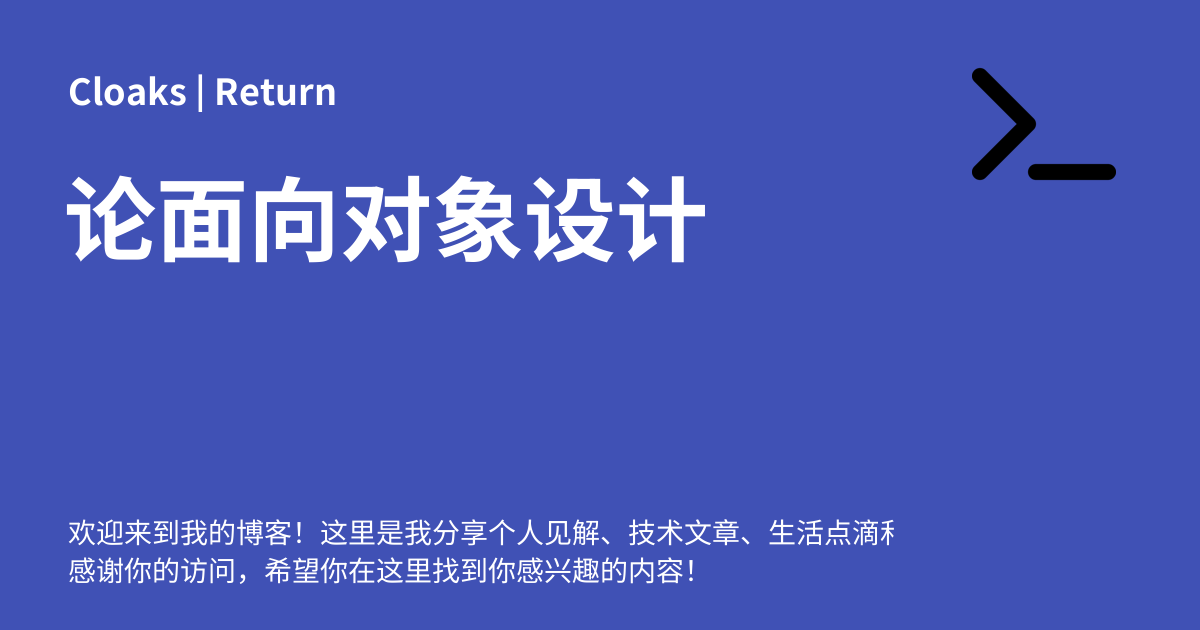 Cloaks | Return
论面向对象设计
欢迎来到我的博客！这里是我分享个人见解、技术文章、生活点滴
感谢你的访问，希望你在这里找到你感兴趣的内容！